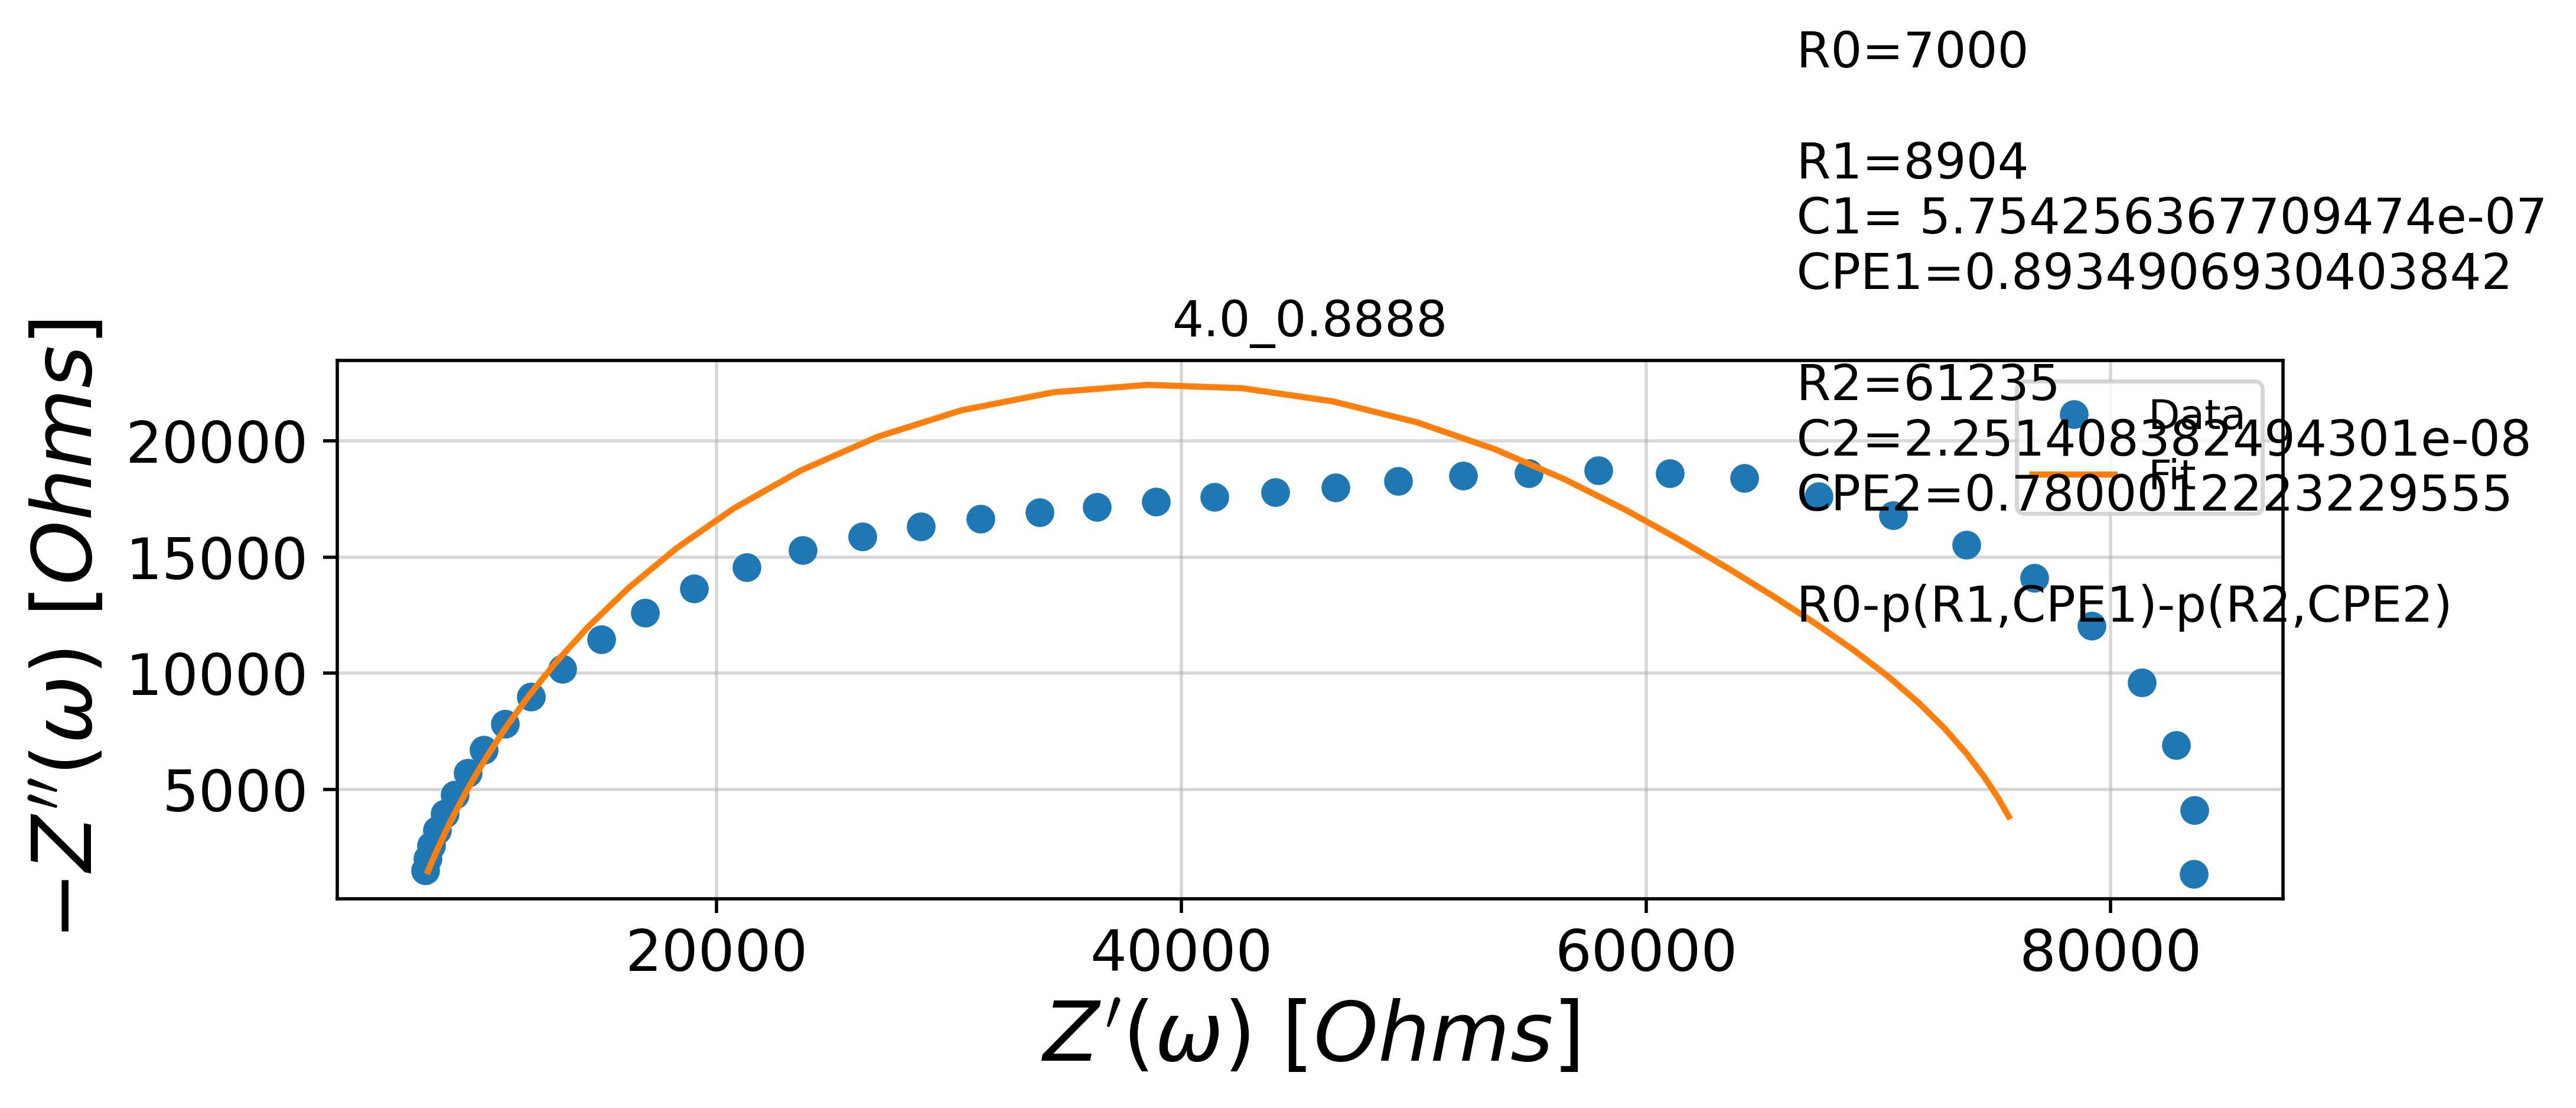 R0=7000
R1=8904
C1= 5.754256367709474e-07
CPE1=0.8934906930403842
4.0_0.8888
R2=61235
C2=2.251408382494301e-08
CPE2=0.7800012223229555
R0-p(R1,CPE1)-p(R2,CPE2)
Data
Fit
20000
15000
10000
5000
−Z′′(ω) [Ohms]
20000 40000 60000 80000
Z′(ω) [Ohms]